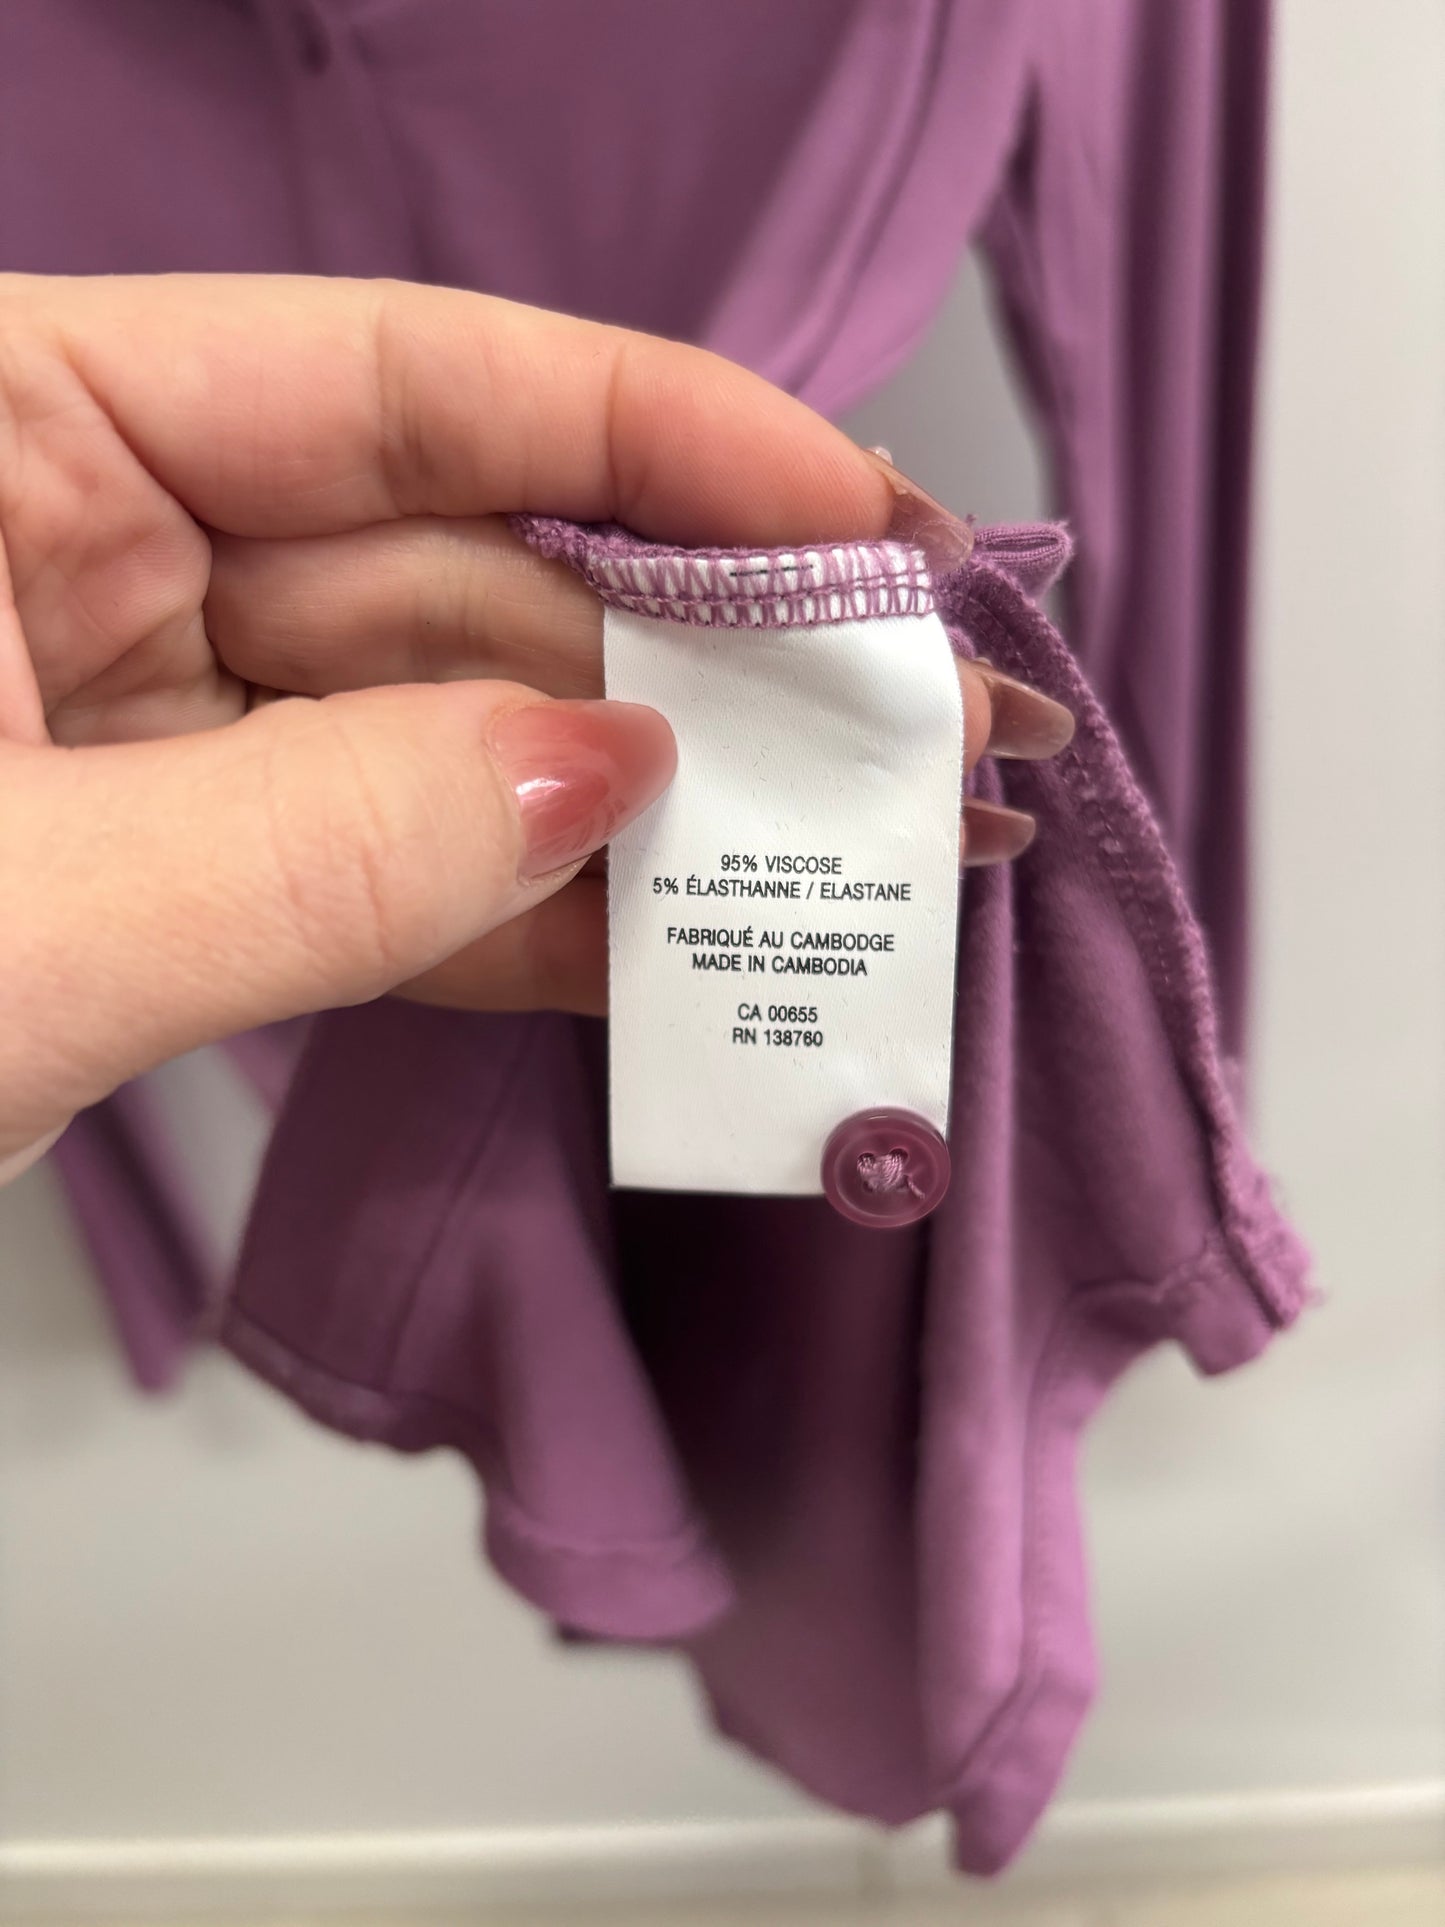 95% VISCOSE
5% ÉLASTHANNE / ELASTANE
FABRIQUÉ AU CAMBODGE
MADE IN CAMBODIA
CA 00655
RN 138760